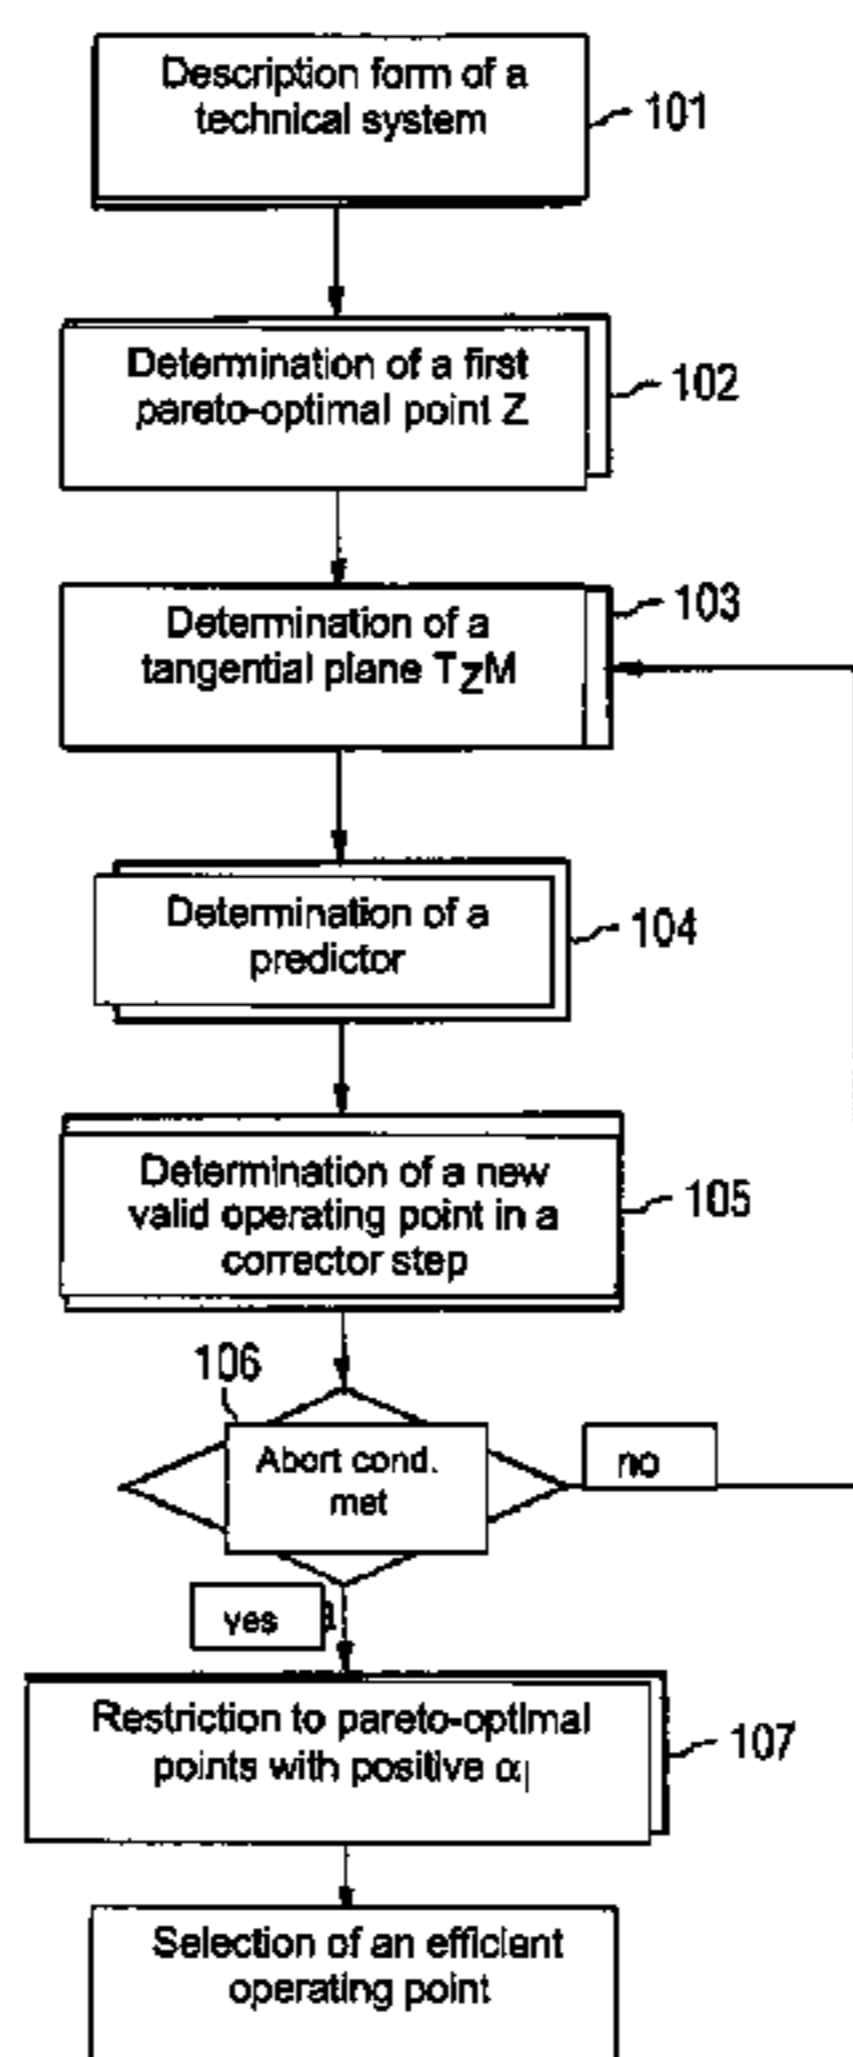 Description form of a
technical system
101
Determination of a first
pareto-optimal point Z
102
Determination of a
tangential plane TZM
103
Determination of a
predictor
104
Determination of a new
valid operating point in a
corrector step
105
106
Abort cond.
met
no
yes
Restriction to pareto-optimal
points with positive αi
107
Selection of an efficient
operating point